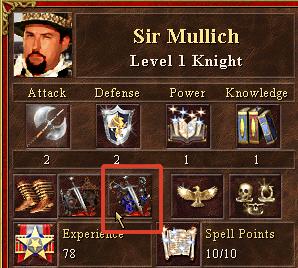 Sir Mullich
Level 1 Knight
Attack Defense Power Knowledge
2 2 1 1
Experience Spell Points
78 10/10